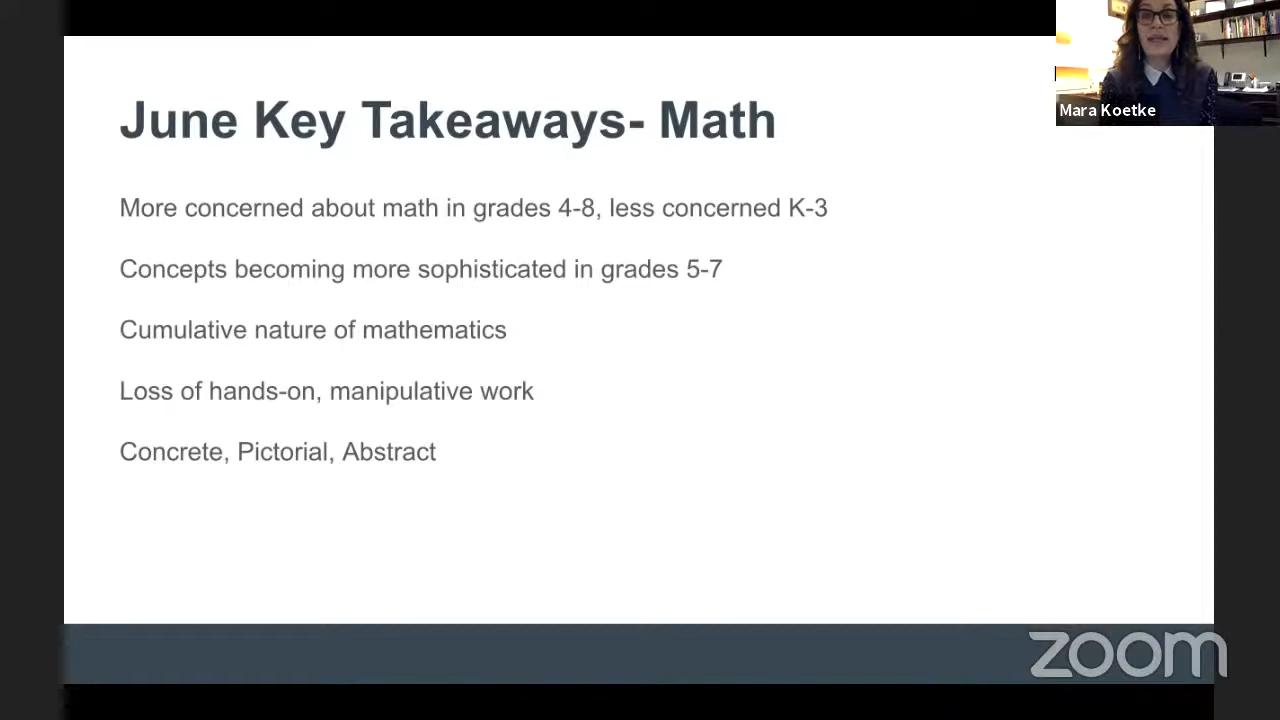 June Key Takeaways- Math
Mara Koetke
More concerned about math in grades 4-8, less concerned K-3
Concepts becoming more sophisticated in grades 5-7
Cumulative nature of mathematics
Loss of hands-on, manipulative work
Concrete, Pictorial, Abstract
zoom